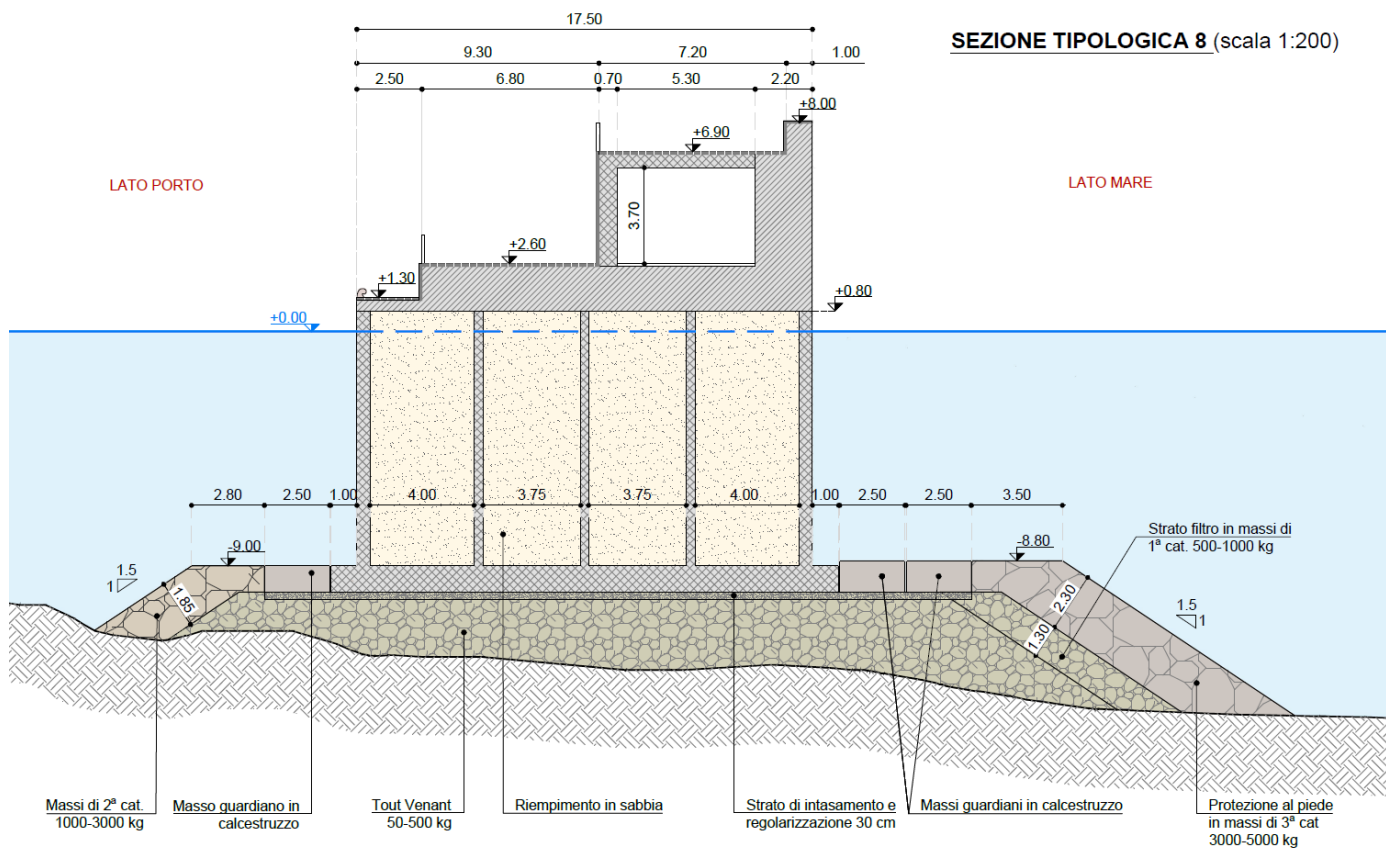 17.50
SEZIONE TIPOLOGICA 8 (scala 1:200)
9.30 7.20 1.00
2.50 6.80 0.70 5.30 2.20
+8.00
+6.90
LATO PORTO
LATO MARE
3.70
+2.60
+1.30
+0.80
+0.00
2.80 2.50 1.00 4.00 3.75 3.75 4.00 1.00 2.50 2.50 3.50
Strato filtro in massi di
1ª cat. 500-1000 kg
-9.00
-8.80
1.5
1
1.85
2.30
1.30
1.5
1
Massi di 2ª cat.
1000-3000 kg
Masso guardiano in
calcestruzzo
Tout Venant
50-500 kg
Riempimento in sabbia
Strato di intasamento e
regolarizzazione 30 cm
Massi guardiani in calcestruzzo
Protezione al piede
in massi di 3ª cat
3000-5000 kg